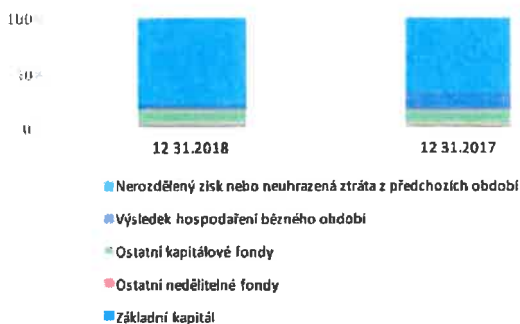 100%
0
12 31.2018
12 31.2017
Nerozdělený zisk nebo neuhrazená ztráta z předchozích období
Výsledek hospodaření bězného období
Ostatní kapitálové fondy
Ostatní nedělitelné fondy
Základní kapitál